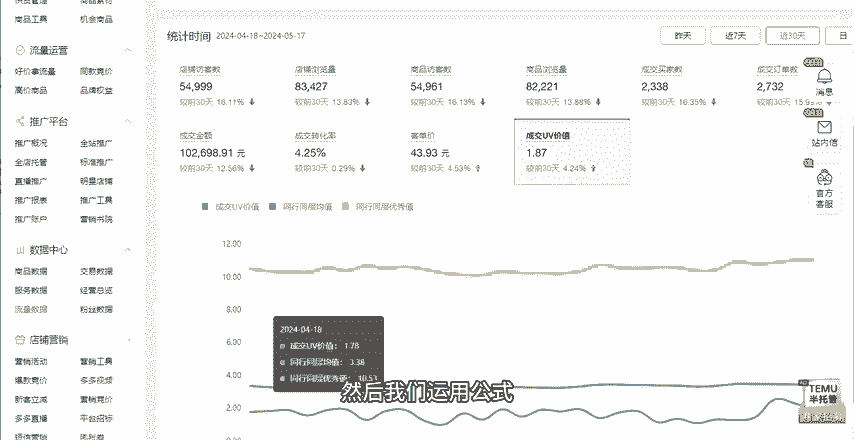 供货管理 商品素材
商品工具 机会商品
流量运营
好价拿流量 同款竞价
高价商品 品牌权益
推广平台
推广概况 全站推广
全店托管 标准推广
直播推广 明星店铺
推广报表 推广工具
推广账户 营销书院
数据中心
商品数据 交易数据
服务数据 经营总览
流量数据 粉丝数据
店铺营销
营销活动 营销工具
爆款竞价 多多视频
新客立减 营销竞价
多多直播 平台招标
短信营销
统计时间 2024-04-18~2024-05-17
昨天 近7天 近30天 日
店铺访客数 店铺浏览量 商品访客数 商品浏览量 成交买家数 成交订单数
54,999 83,427 54,961 82,221 2,338 2,732
较前30天 16.11% 较前30天 13.83% 较前30天 16.13% 较前30天 13.88% 较前30天 16.35% 较前30天
成交金额 成交转化率 客单价 成交UV价值
102,698.91 元 4.25% 43.93 元 1.87
较前30天 12.56% 较前30天 0.29% 较前30天 4.53% 较前30天 4.24%
成交UV价值 同行同层均值 同行同层优秀值
12.00
10.00
8.00
6.00
4.00
2.00
0.00
2024-04-18
成交UV价值: 1.78
同行同层均值: 3.38
同行同层优秀值: 10.53
消息
站内信
官方
客服
TEMU
半托管
然后我们运用公式